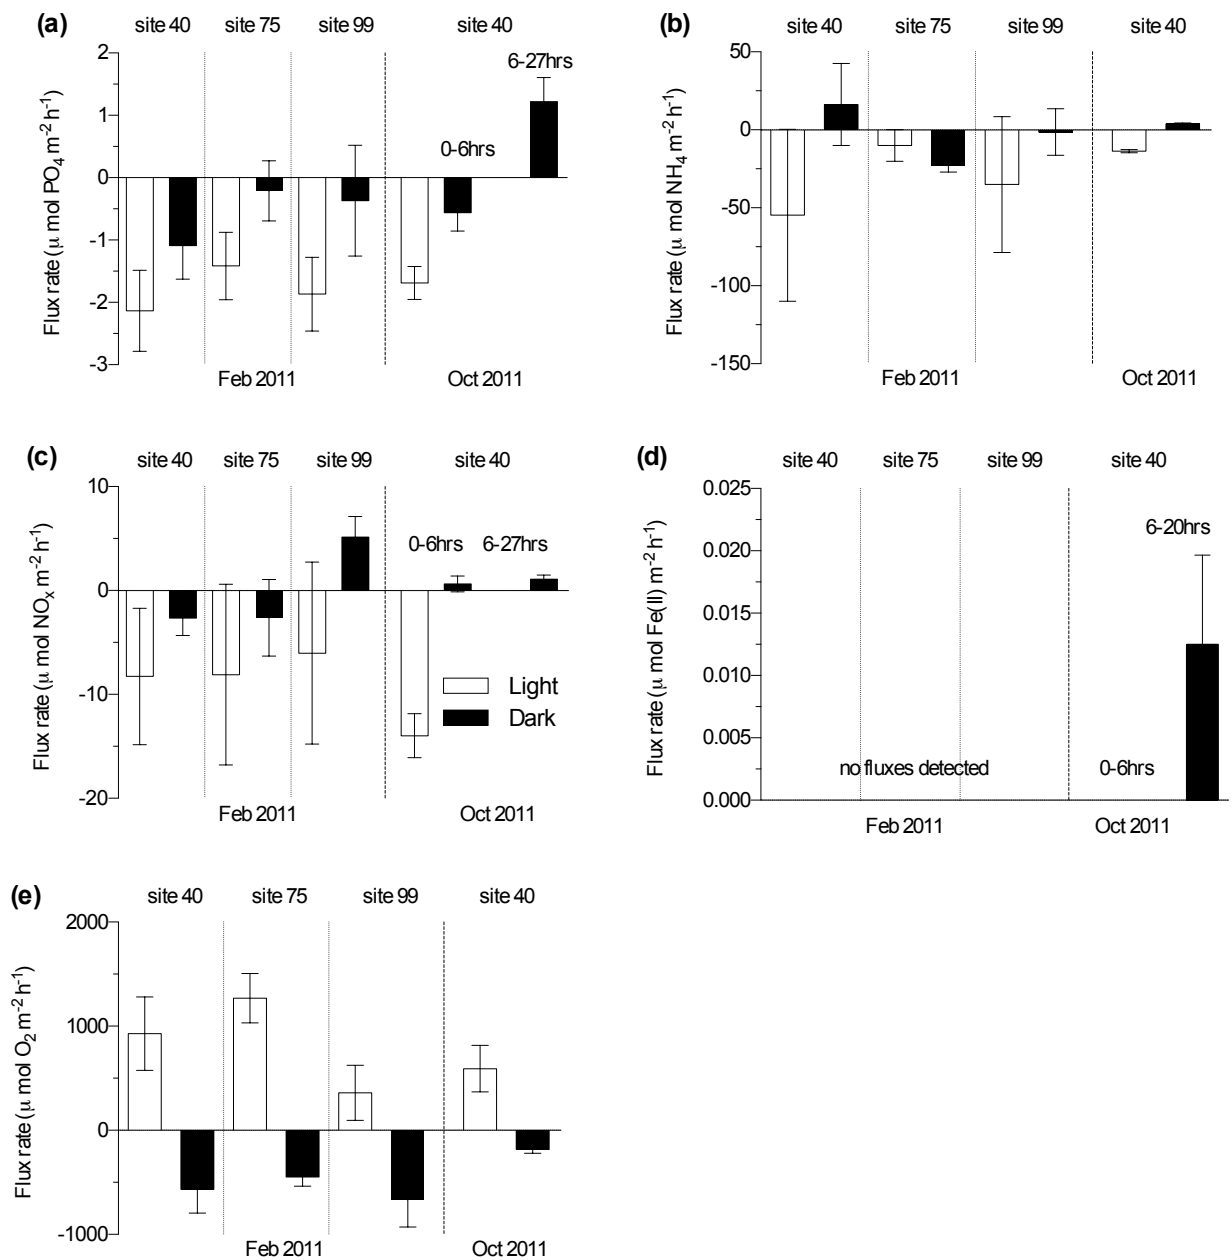 (a)
site 40 site 75 site 99 site 40
6-27hrs
0-6hrs
2
1
0
-1
-2
-3
Flux rate (μ mol PO4 m-2 h-1)
Feb 2011 Oct 2011
(b)
site 40 site 75 site 99 site 40
50
0
-50
-100
-150
Flux rate (μ mol NH4 m-2 h-1)
Feb 2011 Oct 2011
(c)
site 40 site 75 site 99 site 40
0-6hrs 6-27hrs
10
0
-10
-20
Flux rate (μ mol NOx m-2 h-1)
Light
Dark
Feb 2011 Oct 2011
(d)
site 40 site 75 site 99 site 40
6-20hrs
0.025
0.020
0.015
0.010
0.005
0.000
Flux rate (μ mol Fe(II) m-2 h-1)
no fluxes detected 0-6hrs
Feb 2011 Oct 2011
(e)
site 40 site 75 site 99 site 40
2000
1000
0
-1000
Flux rate (μ mol O2 m-2 h-1)
Feb 2011 Oct 2011